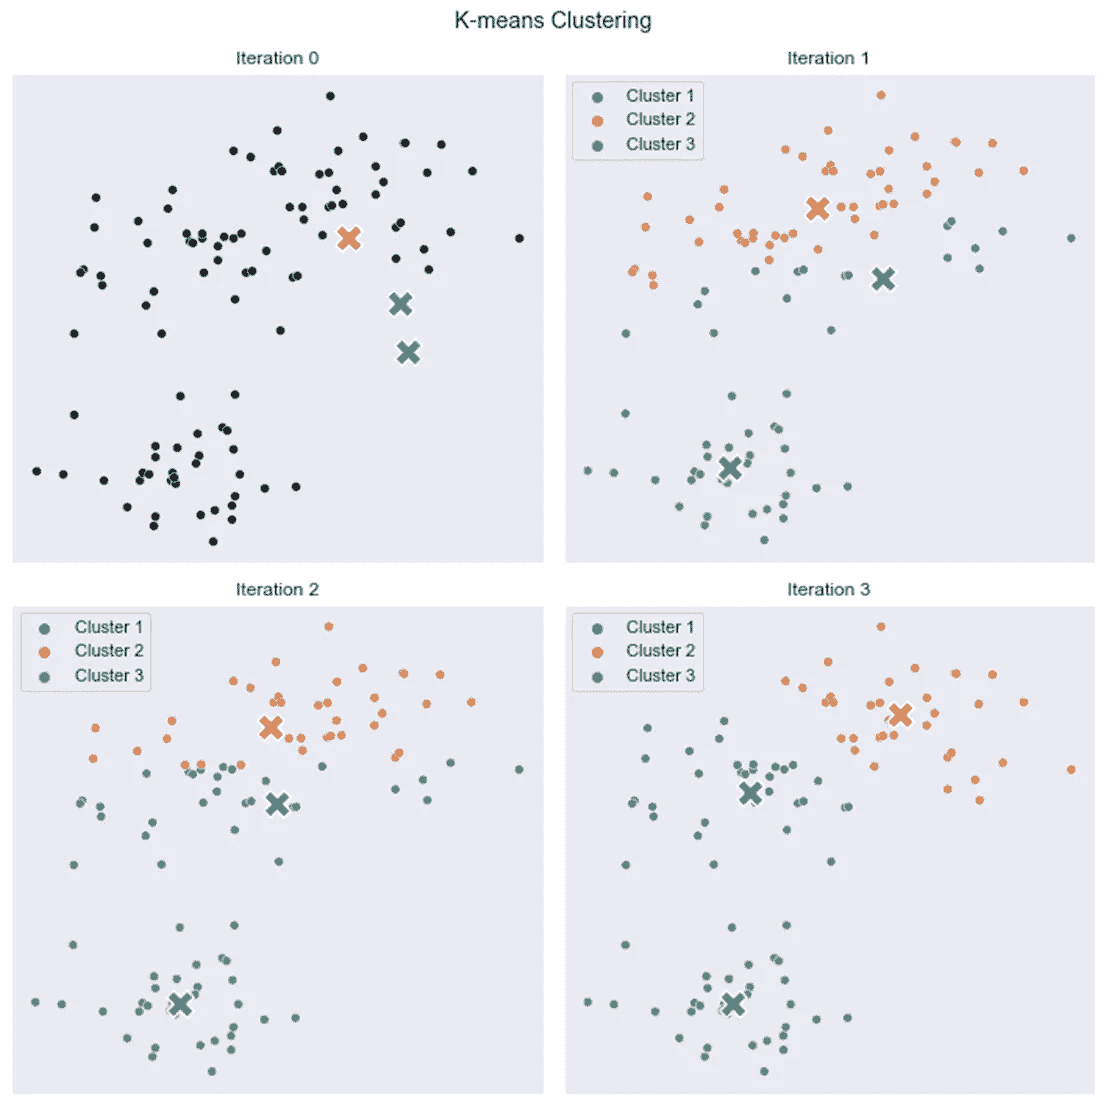 K-means Clustering
Iteration 0
Iteration 1
Cluster 1
Cluster 2
Cluster 3
Iteration 2
Cluster 1
Cluster 2
Cluster 3
Iteration 3
Cluster 1
Cluster 2
Cluster 3